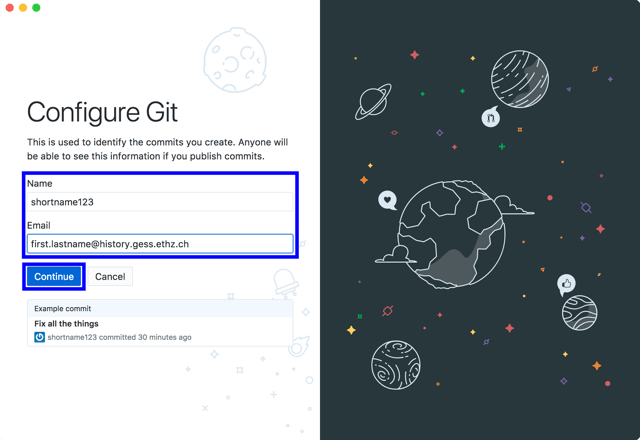 Configure Git
This is used to identify the commits you create. Anyone will
be able to see this information if you publish commits.
Name
shortname123
Email
first.lastname@history.gess.ethz.ch
Continue Cancel
Example commit
Fix all the things
shortname123 committed 30 minutes ago